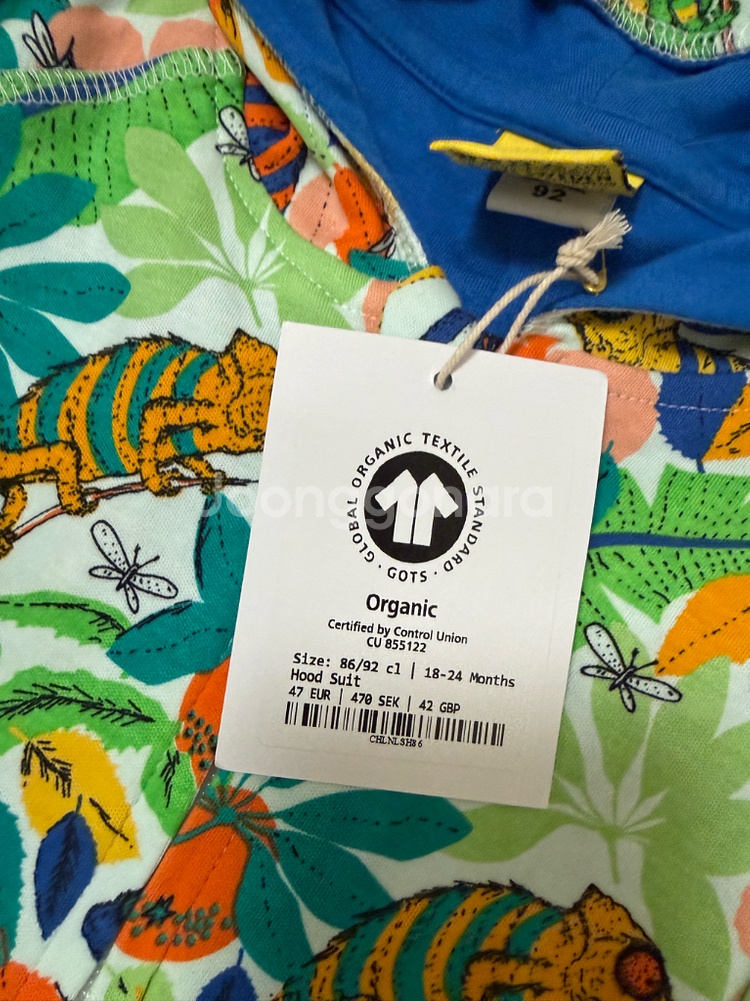 92
GLOBAL ORGANIC TEXTILE STANDARD
· GOTS ·
Organic
Certified by Control Union
CU 855122
Size: 86/92 cl | 18-24 Months
Hood Suit
47 EUR | 470 SEK | 42 GBP
CHLNLSH86
Joonggonara